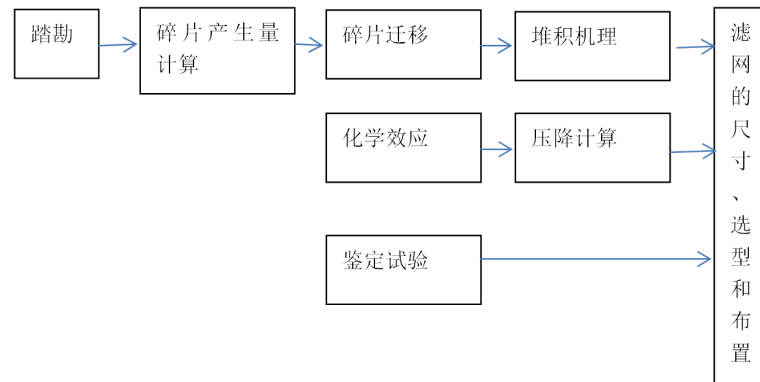 踏勘
碎片产生量
计算
碎片迁移
堆积机理
化学效应
压降计算
鉴定试验
滤网的尺寸、选型和布置